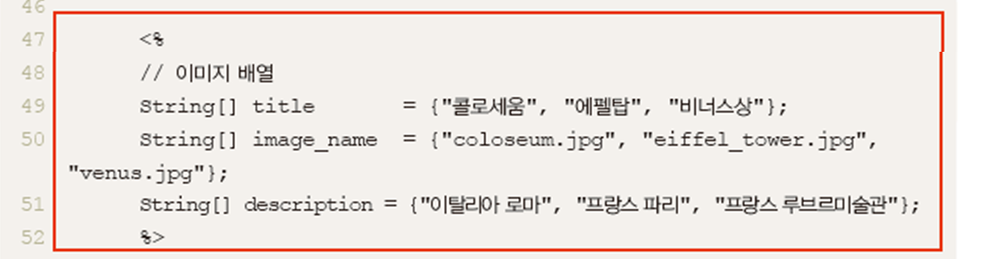 46
47 <%
48 // 이미지 배열
49 String[] title = {"콜로세움", "에펠탑", "비너스상"};
50 String[] image_name = {"coloseum.jpg", "eiffel_tower.jpg",
"venus.jpg"};
51 String[] description = {"이탈리아 로마", "프랑스 파리", "프랑스 루브르미술관"};
52 %>